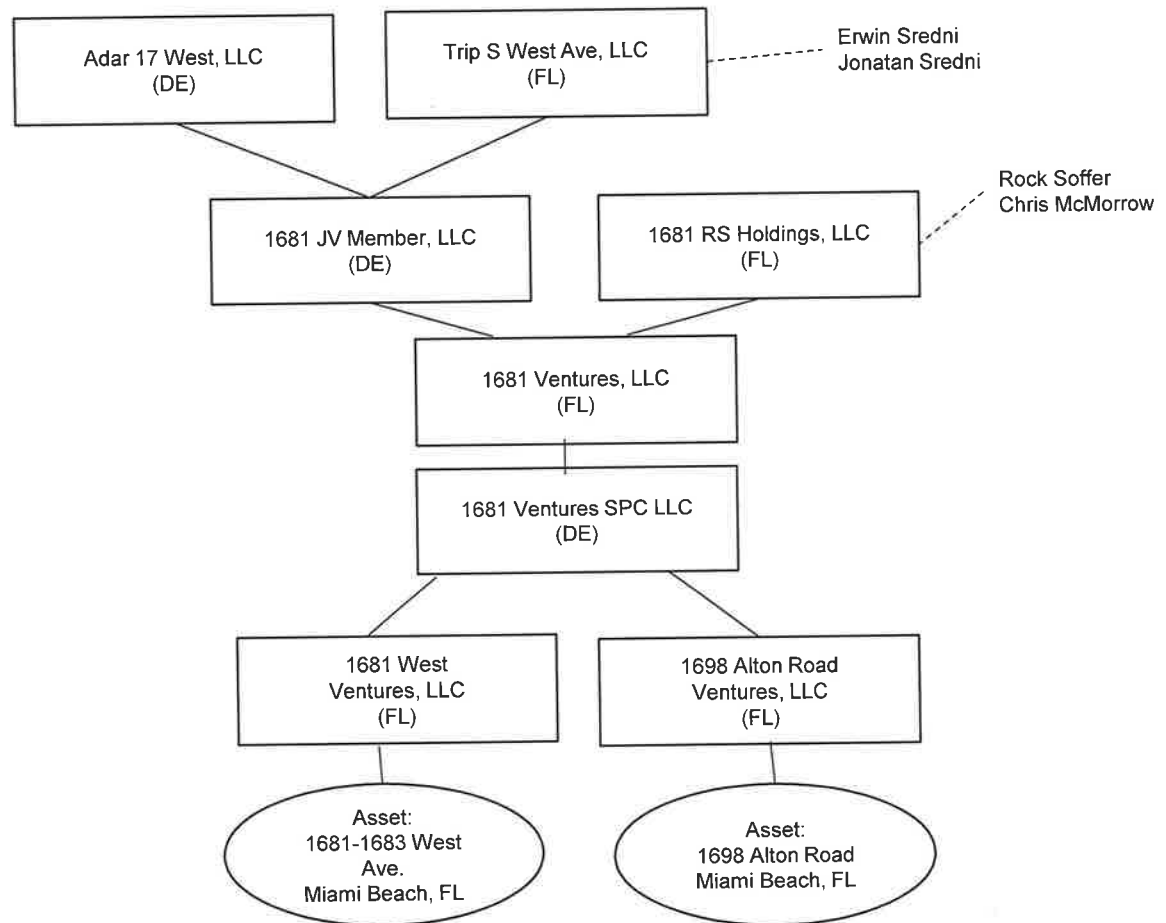 Adar 17 West, LLC
(DE)
Trip S West Ave, LLC
(FL)
Erwin Sredni
Jonatan Sredni
1681 JV Member, LLC
(DE)
1681 RS Holdings, LLC
(FL)
Rock Soffer
Chris McMorrow
1681 Ventures, LLC
(FL)
1681 Ventures SPC LLC
(DE)
1681 West
Ventures, LLC
(FL)
1698 Alton Road
Ventures, LLC
(FL)
Asset:
1681-1683 West
Ave.
Miami Beach, FL
Asset:
1698 Alton Road
Miami Beach, FL